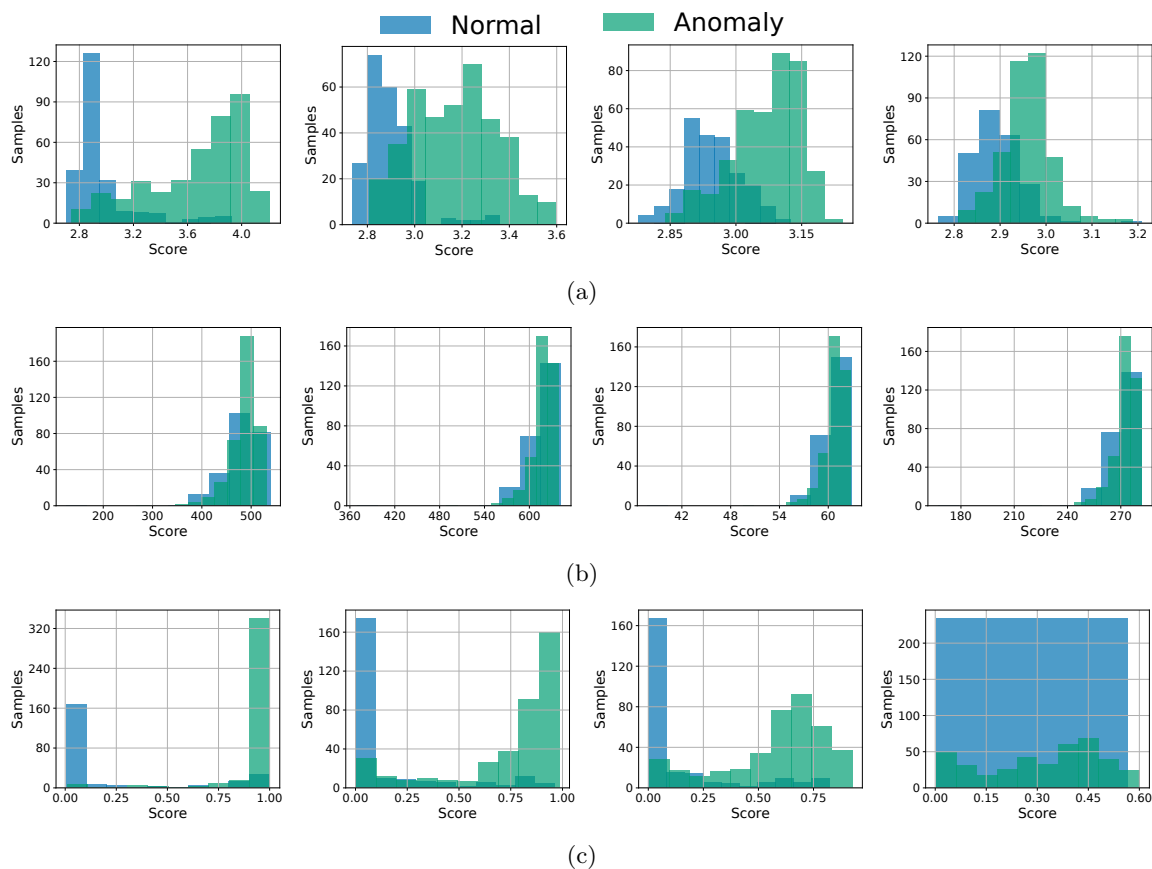 Normal Anomaly
120
90
60
30
0
Samples
2.8 3.2 3.6 4.0
Score
60
40
20
0
Samples
2.8 3.0 3.2 3.4 3.6
Score
80
60
40
20
0
Samples
2.85 3.00 3.15
Score
120
90
60
30
0
Samples
2.8 2.9 3.0 3.1 3.2
Score
(a)
160
120
80
40
0
Samples
200 300 400 500
Score
160
120
80
40
0
Samples
360 420 480 540 600
Score
160
120
80
40
0
Samples
42 48 54 60
Score
160
120
80
40
0
Samples
180 210 240 270
Score
(b)
320
240
160
80
0
Samples
0.00 0.25 0.50 0.75 1.00
Score
160
120
80
40
0
Samples
0.00 0.25 0.50 0.75 1.00
Score
160
120
80
40
0
Samples
0.00 0.25 0.50 0.75
Score
200
150
100
50
0
Samples
0.00 0.15 0.30 0.45 0.60
Score
(c)